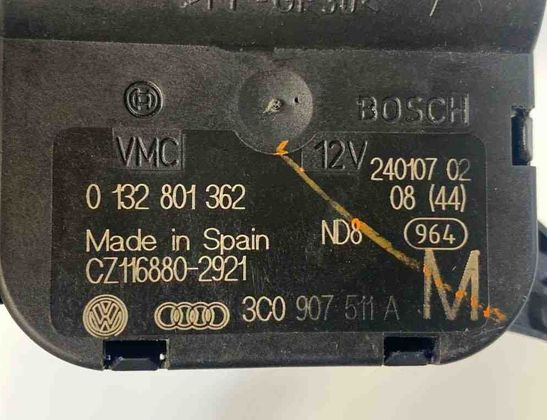 BOSCH
VMC 12V
240107 02
0 132 801 362 08 (44)
Made in Spain ND8 964
CZ116880-2921 M
3C0 907 511 A